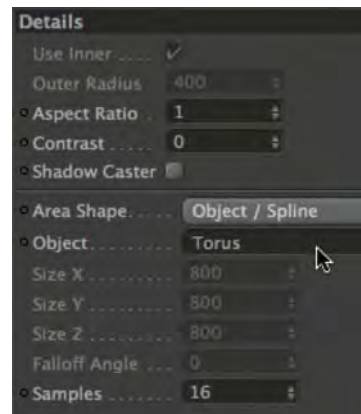 Details
Use Inner ..... ✓
Outer Radius 400
Aspect Ratio . 1
Contrast ..... 0
Shadow Caster
Area Shape ..... Object / Spline
Object ......... Torus
Size X ......... 800
Size Y ......... 800
Size Z ......... 800
Falloff Angle .. 0
Samples ....... 16